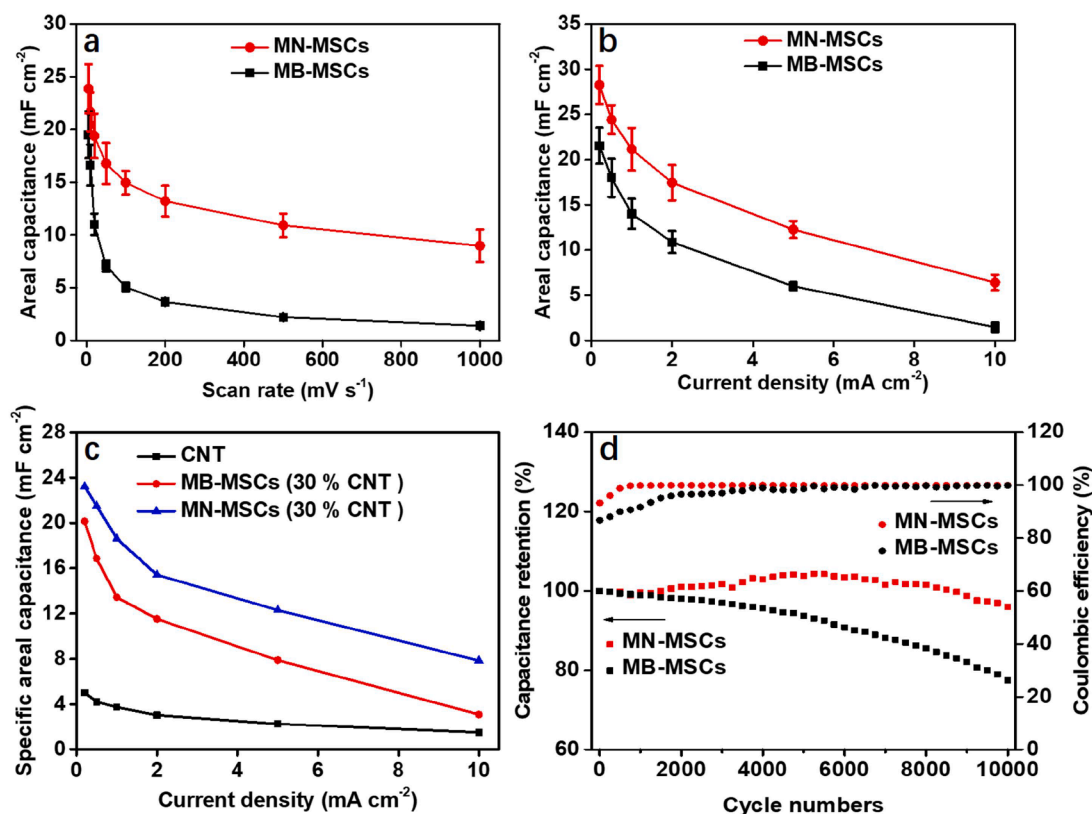 a
MN-MSCs
MB-MSCs
Areal capacitance (mF cm⁻²)
30
25
20
15
10
5
0
0 200 400 600 800 1000
Scan rate (mV s⁻¹)
b
MN-MSCs
MB-MSCs
Areal capacitance (mF cm⁻²)
35
30
25
20
15
10
5
0
0 2 4 6 8 10
Current density (mA cm⁻²)
c
CNT
MB-MSCs (30 % CNT )
MN-MSCs (30 % CNT )
Specific areal capacitance (mF cm⁻²)
28
24
20
16
12
8
4
0
0 2 4 6 8 10
Current density (mA cm⁻²)
d
MN-MSCs
MB-MSCs
MN-MSCs
MB-MSCs
Capacitance retention (%)
140
120
100
80
60
Coulombic efficiency (%)
120
100
80
60
40
20
0
0 2000 4000 6000 8000 10000
Cycle numbers